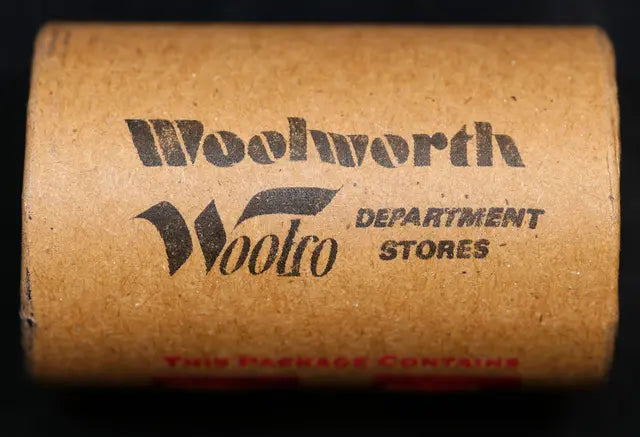 Woolworth
Woolco DEPARTMENT
STORES
THIS PACKAGE CONTAINS